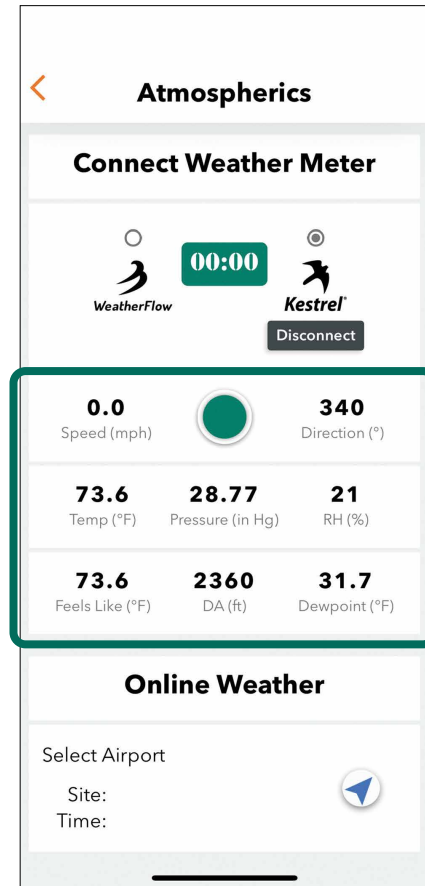 Atmospherics
Connect Weather Meter
00:00
WeatherFlow
Kestrel®
Disconnect
0.0 340
Speed (mph) Direction (°)
73.6 28.77 21
Temp (°F) Pressure (in Hg) RH (%)
73.6 2360 31.7
Feels Like (°F) DA (ft) Dewpoint (°F)
Online Weather
Select Airport
Site:
Time: